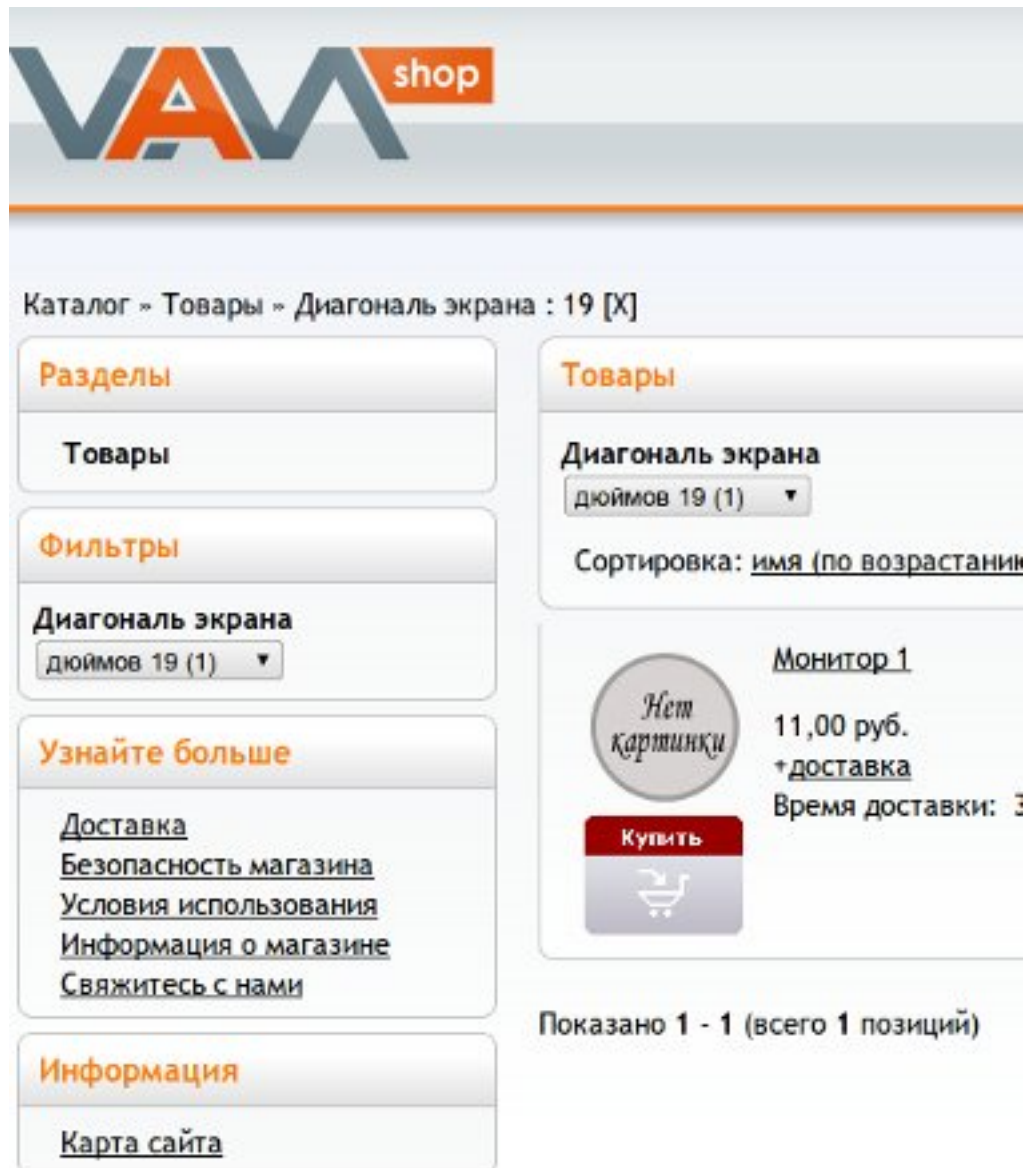 VAM shop
Каталог » Товары » Диагональ экрана : 19 [X]
Разделы
Товары
Фильтры
Диагональ экрана
дюймов 19 (1)
Узнайте больше
Доставка
Безопасность магазина
Условия использования
Информация о магазине
Свяжитесь с нами
Информация
Карта сайта
Товары
Диагональ экрана
дюймов 19 (1)
Сортировка: имя (по возрастани
Нет
картинки
Купить
Монитор 1
11,00 руб.
+доставка
Время доставки: 3
Показано 1 - 1 (всего 1 позиций)